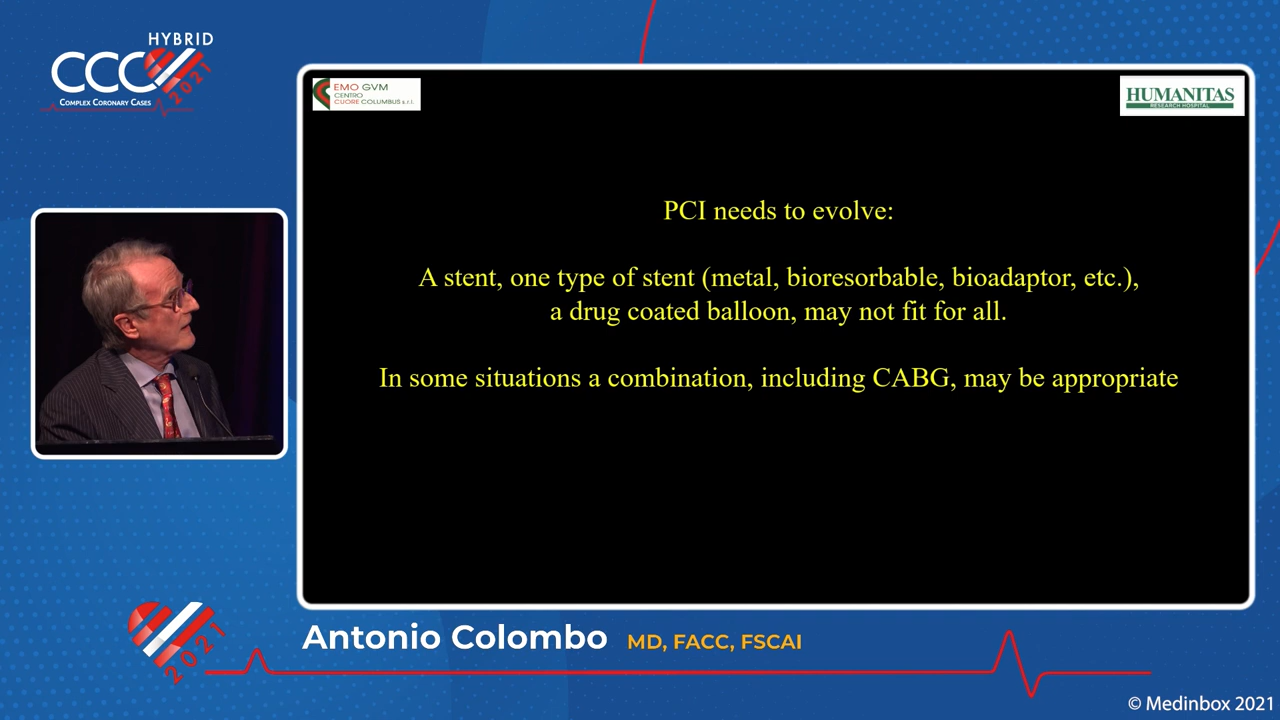 HYBRID
CCC
2021
COMPLEX CORONARY CASES
EMO GVM
CENTRO
CUORE COLUMBUS s.r.l.
HUMANITAS
RESEARCH HOSPITAL
PCI needs to evolve:
A stent, one type of stent (metal, bioresorbable, bioadaptor, etc.),
a drug coated balloon, may not fit for all.
In some situations a combination, including CABG, may be appropriate
2021
Antonio Colombo MD, FACC, FSCAI
© Medinbox 2021